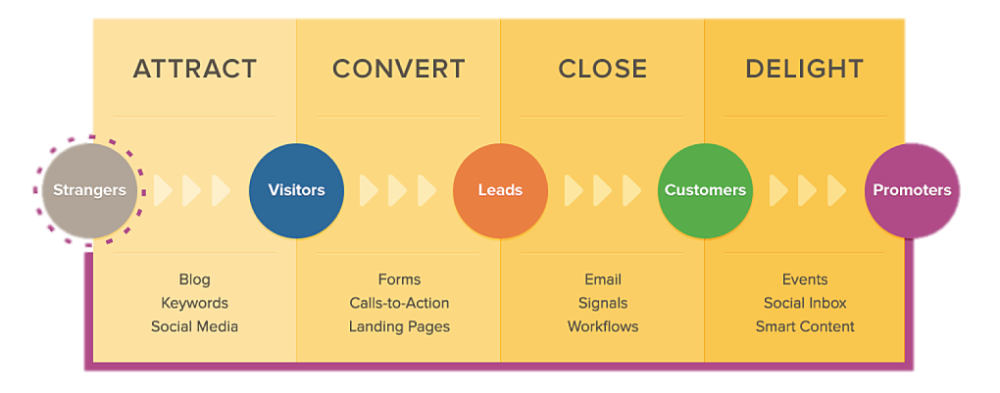 ATTRACT CONVERT CLOSE DELIGHT
Strangers Visitors Leads Customers Promoters
Blog Forms Email Events
Keywords Calls-to-Action Signals Social Inbox
Social Media Landing Pages Workflows Smart Content